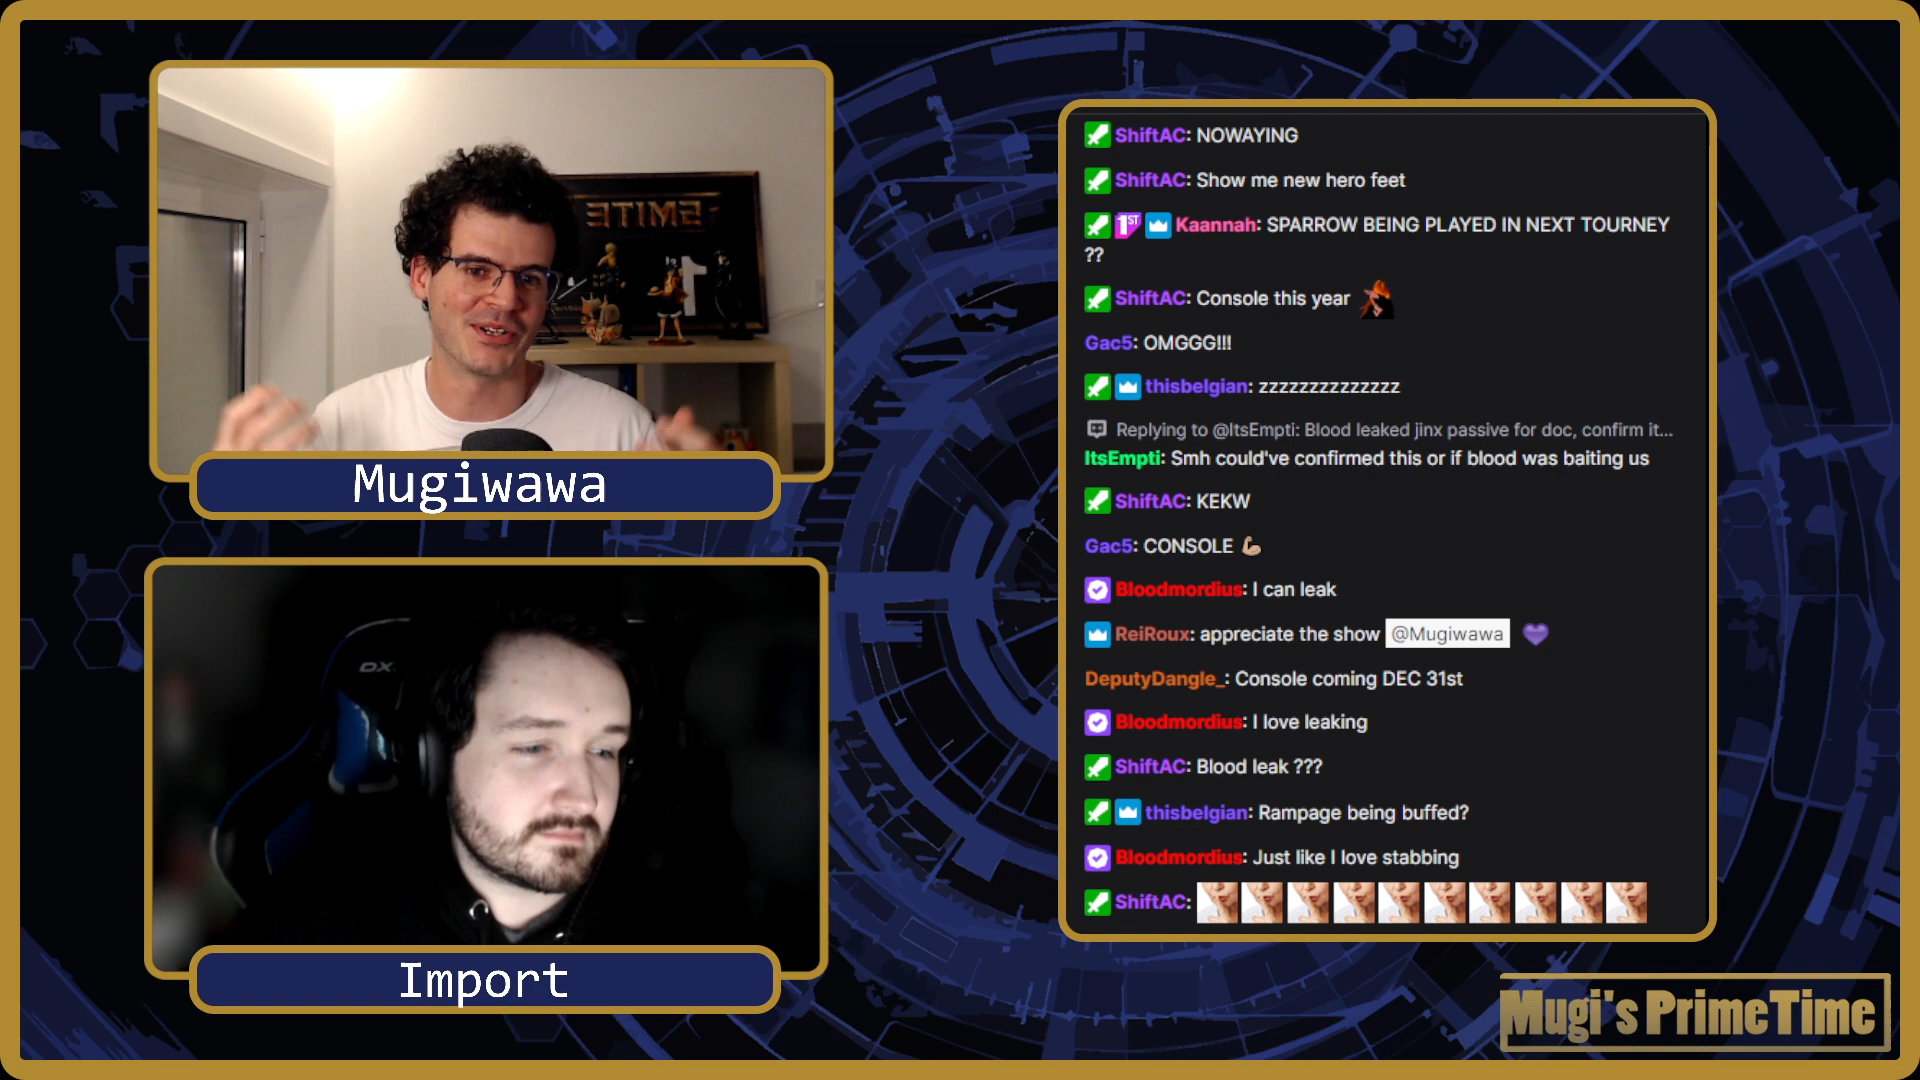 ƎTIMƧ
Mugiwawa
DX
Import
ShiftAC: NOWAYING
ShiftAC: Show me new hero feet
1ST Kaannah: SPARROW BEING PLAYED IN NEXT TOURNEY
??
ShiftAC: Console this year
Gac5: OMGGG!!!
thisbelgian: zzzzzzzzzzzzzz
Replying to @ItsEmpti: Blood leaked jinx passive for doc, confirm it...
ItsEmpti: Smh could've confirmed this or if blood was baiting us
ShiftAC: KEKW
Gac5: CONSOLE 💪🏼
Bloodmordius: I can leak
ReiRoux: appreciate the show @Mugiwawa 💜
DeputyDangle_: Console coming DEC 31st
Bloodmordius: I love leaking
ShiftAC: Blood leak ???
thisbelgian: Rampage being buffed?
Bloodmordius: Just like I love stabbing
ShiftAC:
Mugi's PrimeTime